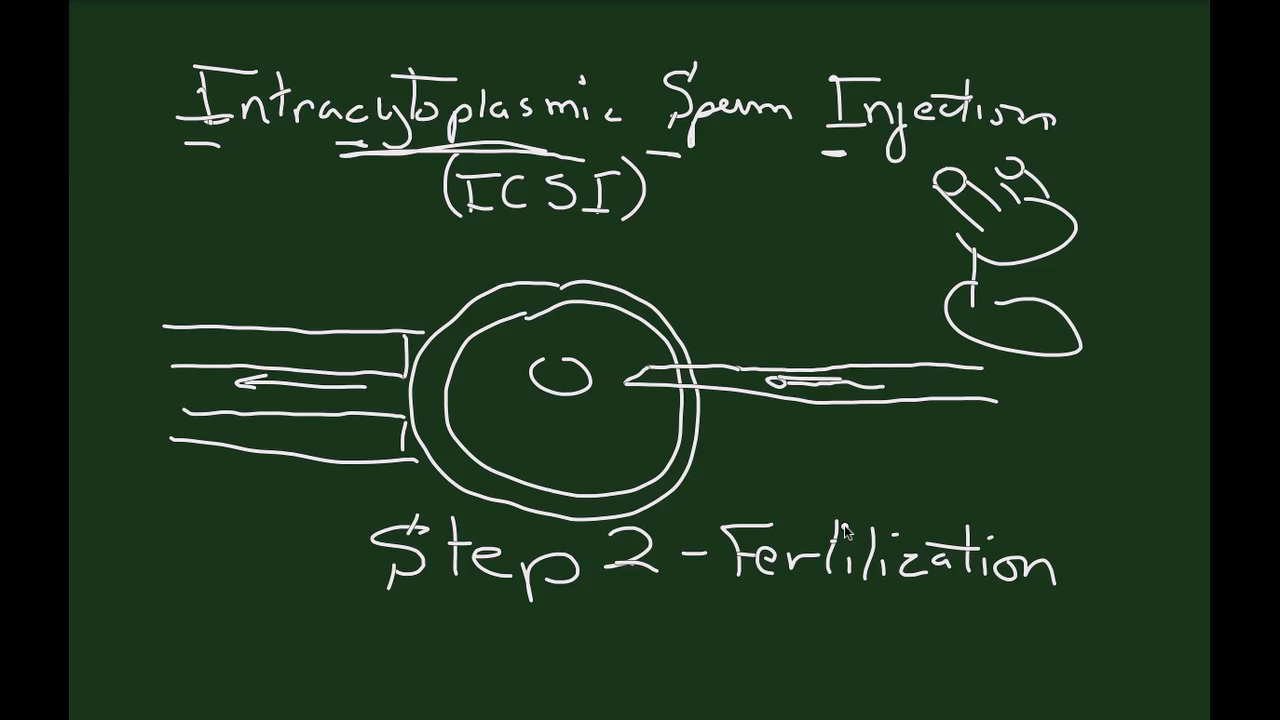 Intracytoplasmic Sperm Injection
(ICSI)
Step 2 - Fertilization